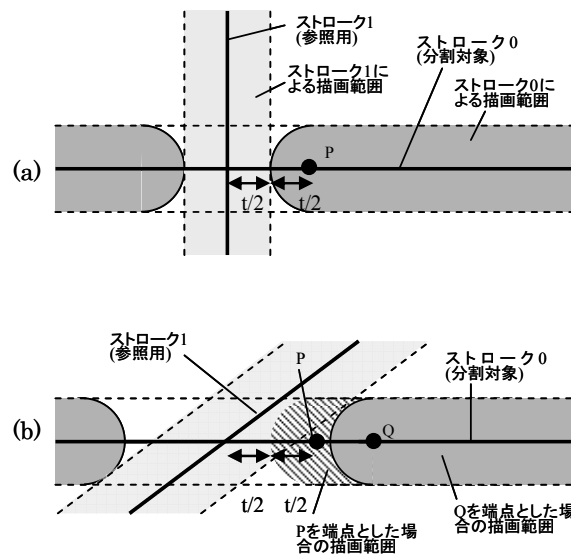 ストローク1
(参照用)
ストローク1に
よる描画範囲
ストローク0
(分割対象)
ストローク0に
よる描画範囲
(a)
P
t/2
t/2
ストローク1
(参照用)
P
ストローク0
(分割対象)
(b)
Q
t/2
t/2
Pを端点とした場
合の描画範囲
Qを端点とした場
合の描画範囲